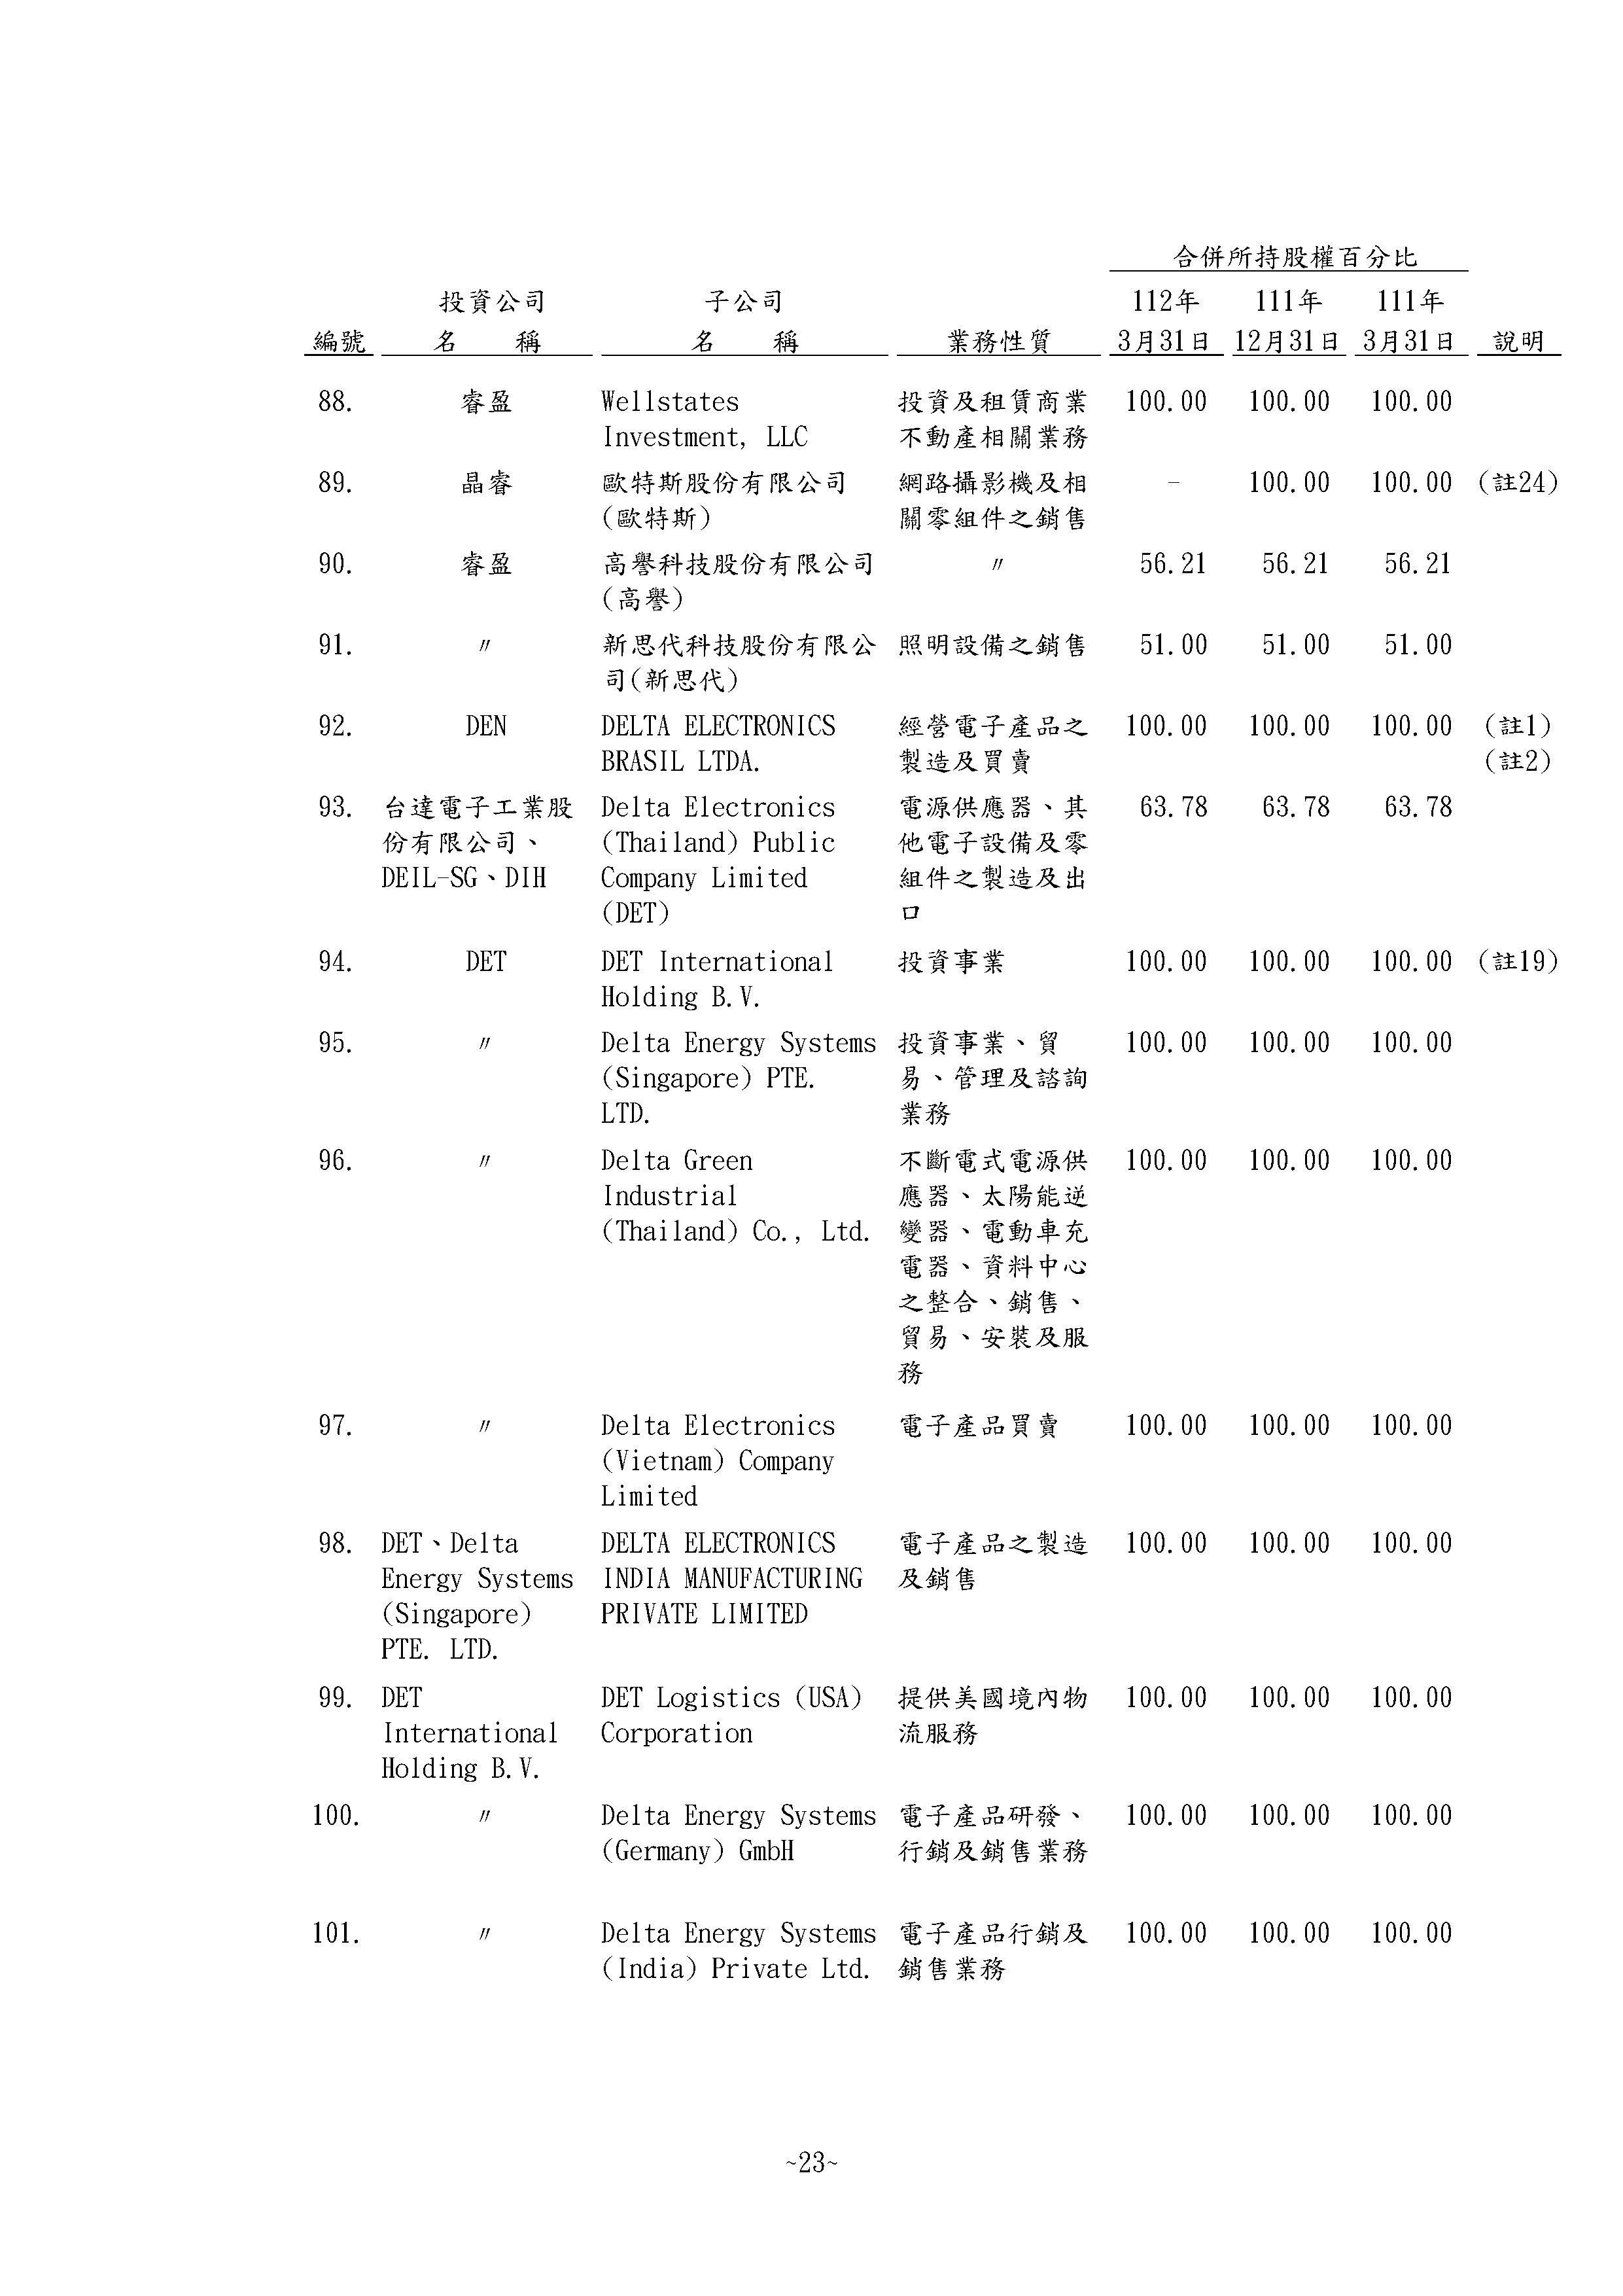 合併所持股權百分比
投資公司 子公司 112年 111年 111年
編號 名 稱 名 稱 業務性質 3月31日 12月31日 3月31日 說明
88. 睿盈 Wellstates 投資及租賃商業 100.00 100.00 100.00
Investment, LLC 不動產相關業務
89. 晶睿 歐特斯股份有限公司 網路攝影機及相 - 100.00 100.00 (註24)
(歐特斯) 關零組件之銷售
90. 睿盈 高譽科技股份有限公司 〃 56.21 56.21 56.21
(高譽)
91. 〃 新思代科技股份有限公 照明設備之銷售 51.00 51.00 51.00
司(新思代)
92. DEN DELTA ELECTRONICS 經營電子產品之 100.00 100.00 100.00 (註1)
BRASIL LTDA. 製造及買賣 (註2)
93. 台達電子工業股 Delta Electronics 電源供應器、其 63.78 63.78 63.78
份有限公司、 (Thailand) Public 他電子設備及零
DEIL-SG、DIH Company Limited 組件之製造及出
(DET) 口
94. DET DET International 投資事業 100.00 100.00 100.00 (註19)
Holding B.V.
95. 〃 Delta Energy Systems 投資事業、貿 100.00 100.00 100.00
(Singapore) PTE. 易、管理及諮詢
LTD. 業務
96. 〃 Delta Green 不斷電式電源供 100.00 100.00 100.00
Industrial 應器、太陽能逆
(Thailand) Co., Ltd. 變器、電動車充
電器、資料中心
之整合、銷售、
貿易、安裝及服
務
97. 〃 Delta Electronics 電子產品買賣 100.00 100.00 100.00
(Vietnam) Company
Limited
98. DET、Delta DELTA ELECTRONICS 電子產品之製造 100.00 100.00 100.00
Energy Systems INDIA MANUFACTURING 及銷售
(Singapore) PRIVATE LIMITED
PTE. LTD.
99. DET DET Logistics (USA) 提供美國境內物 100.00 100.00 100.00
International Corporation 流服務
Holding B.V.
100. 〃 Delta Energy Systems 電子產品研發、 100.00 100.00 100.00
(Germany) GmbH 行銷及銷售業務
101. 〃 Delta Energy Systems 電子產品行銷及 100.00 100.00 100.00
(India) Private Ltd. 銷售業務
~23~